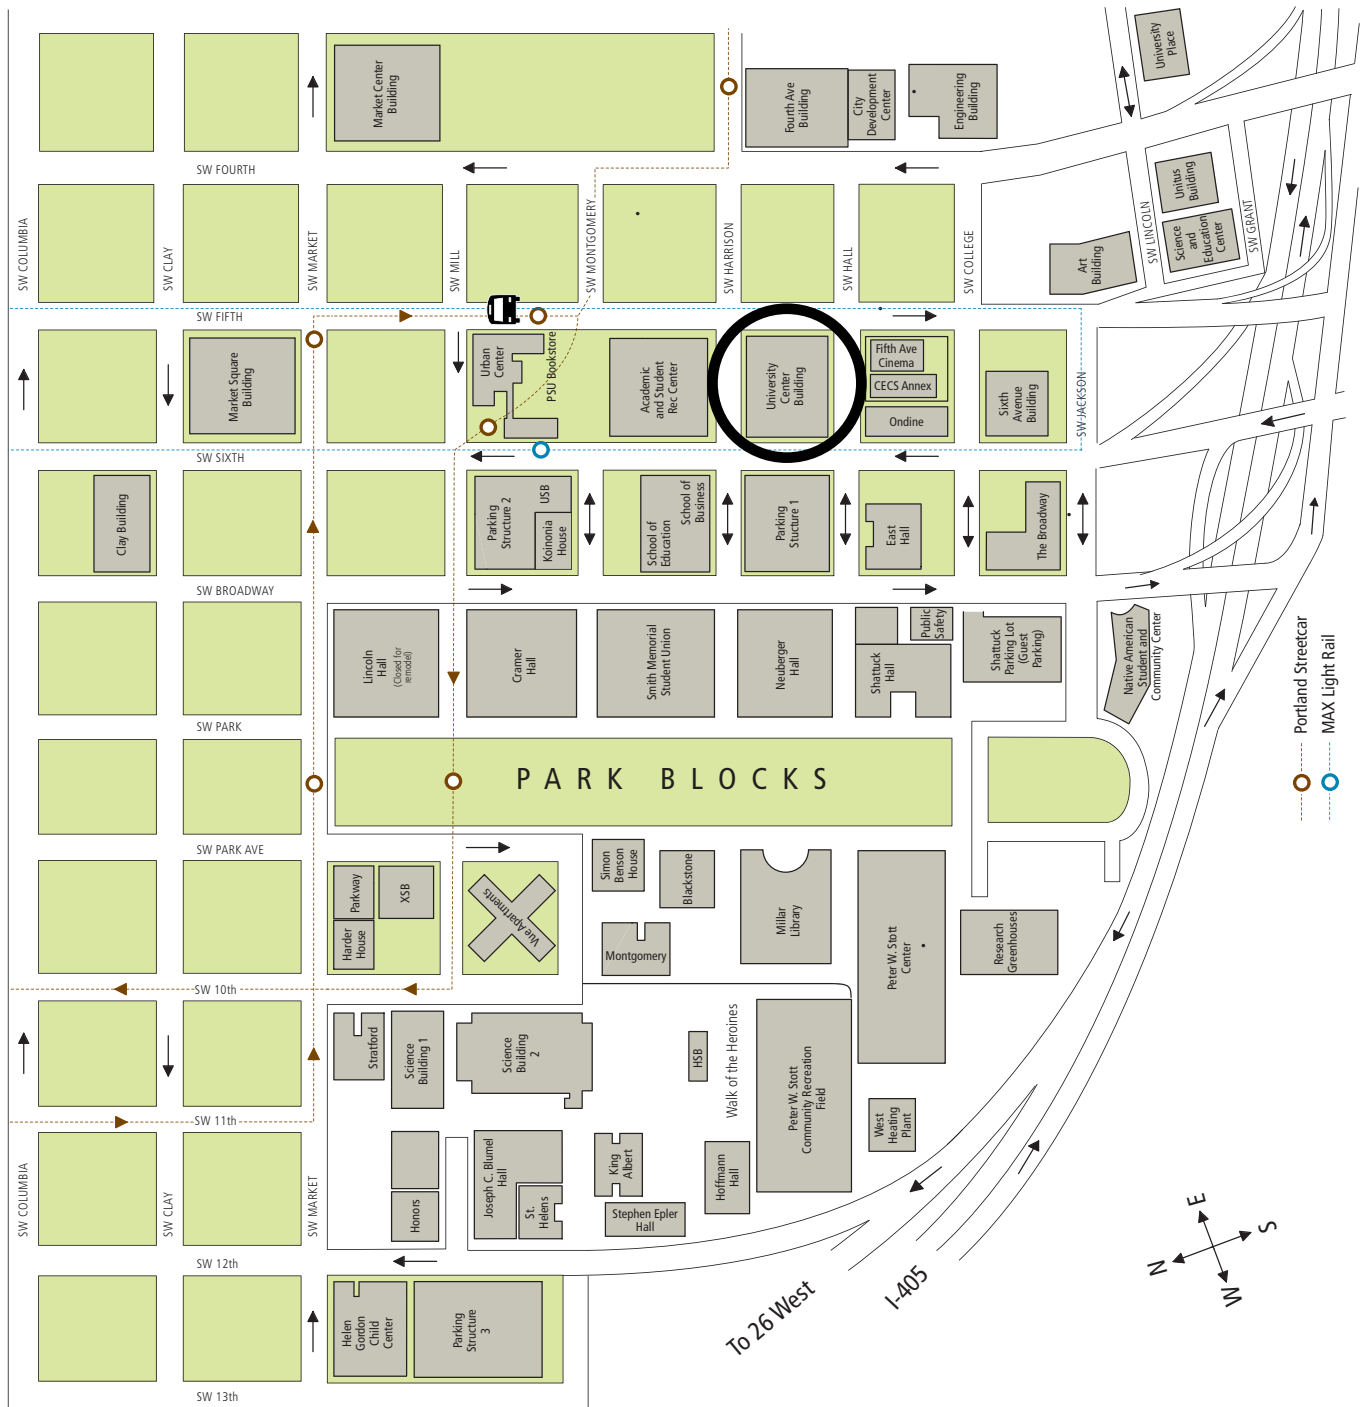 University
Place
Market Center
Building
Fourth Ave
Building
City
Development
Center
Engineering
Building
SW FOURTH
Unitus
Building
Science
and
Education
Center
SW LINCOLN
SW GRANT
Art
Building
SW COLUMBIA
SW CLAY
SW MARKET
SW MILL
SW MONTGOMERY
SW HARRISON
SW HALL
SW COLLEGE
SW FIFTH
Market Square
Building
Urban
Center
PSU Bookstore
Academic
and Student
Rec Center
University
Center
Building
Fifth Ave
Cinema
CECS Annex
Ondine
Sixth
Avenue
Building
SW JACKSON
SW SIXTH
Clay Building
Parking
Structure 2
USB
Koinonia
House
School of
Education
School of
Business
Parking
Stucture 1
East
Hall
The Broadway
SW BROADWAY
Lincoln
Hall
(Closed for
remodel)
Cramer
Hall
Smith Memorial
Student Union
Neuberger
Hall
Shattuck
Hall
Public
Safety
Shattuck
Parking Lot
(Guest
Parking)
Native American
Student and
Community Center
SW PARK
PARK BLOCKS
Portland Streetcar
MAX Light Rail
SW PARK AVE
Parkway
XSB
Harder
House
Vue Apartments
Simon
Benson
House
Blackstone
Montgomery
Millar
Library
Peter W. Stott
Center
Research
Greenhouses
SW 10th
Stratford
Science
Building 1
Science
Building
2
HSB
Walk of the Heroines
Peter W. Stott
Community Recreation
Field
West
Heating
Plant
SW 11th
SW COLUMBIA
SW CLAY
SW MARKET
Honors
Joseph C. Blumel
Hall
St.
Helens
King
Albert
Stephen Epler
Hall
Hoffmann
Hall
SW 12th
Helen
Gordon
Child
Center
Parking
Structure
3
To 26 West
I-405
N
E
S
W
SW 13th